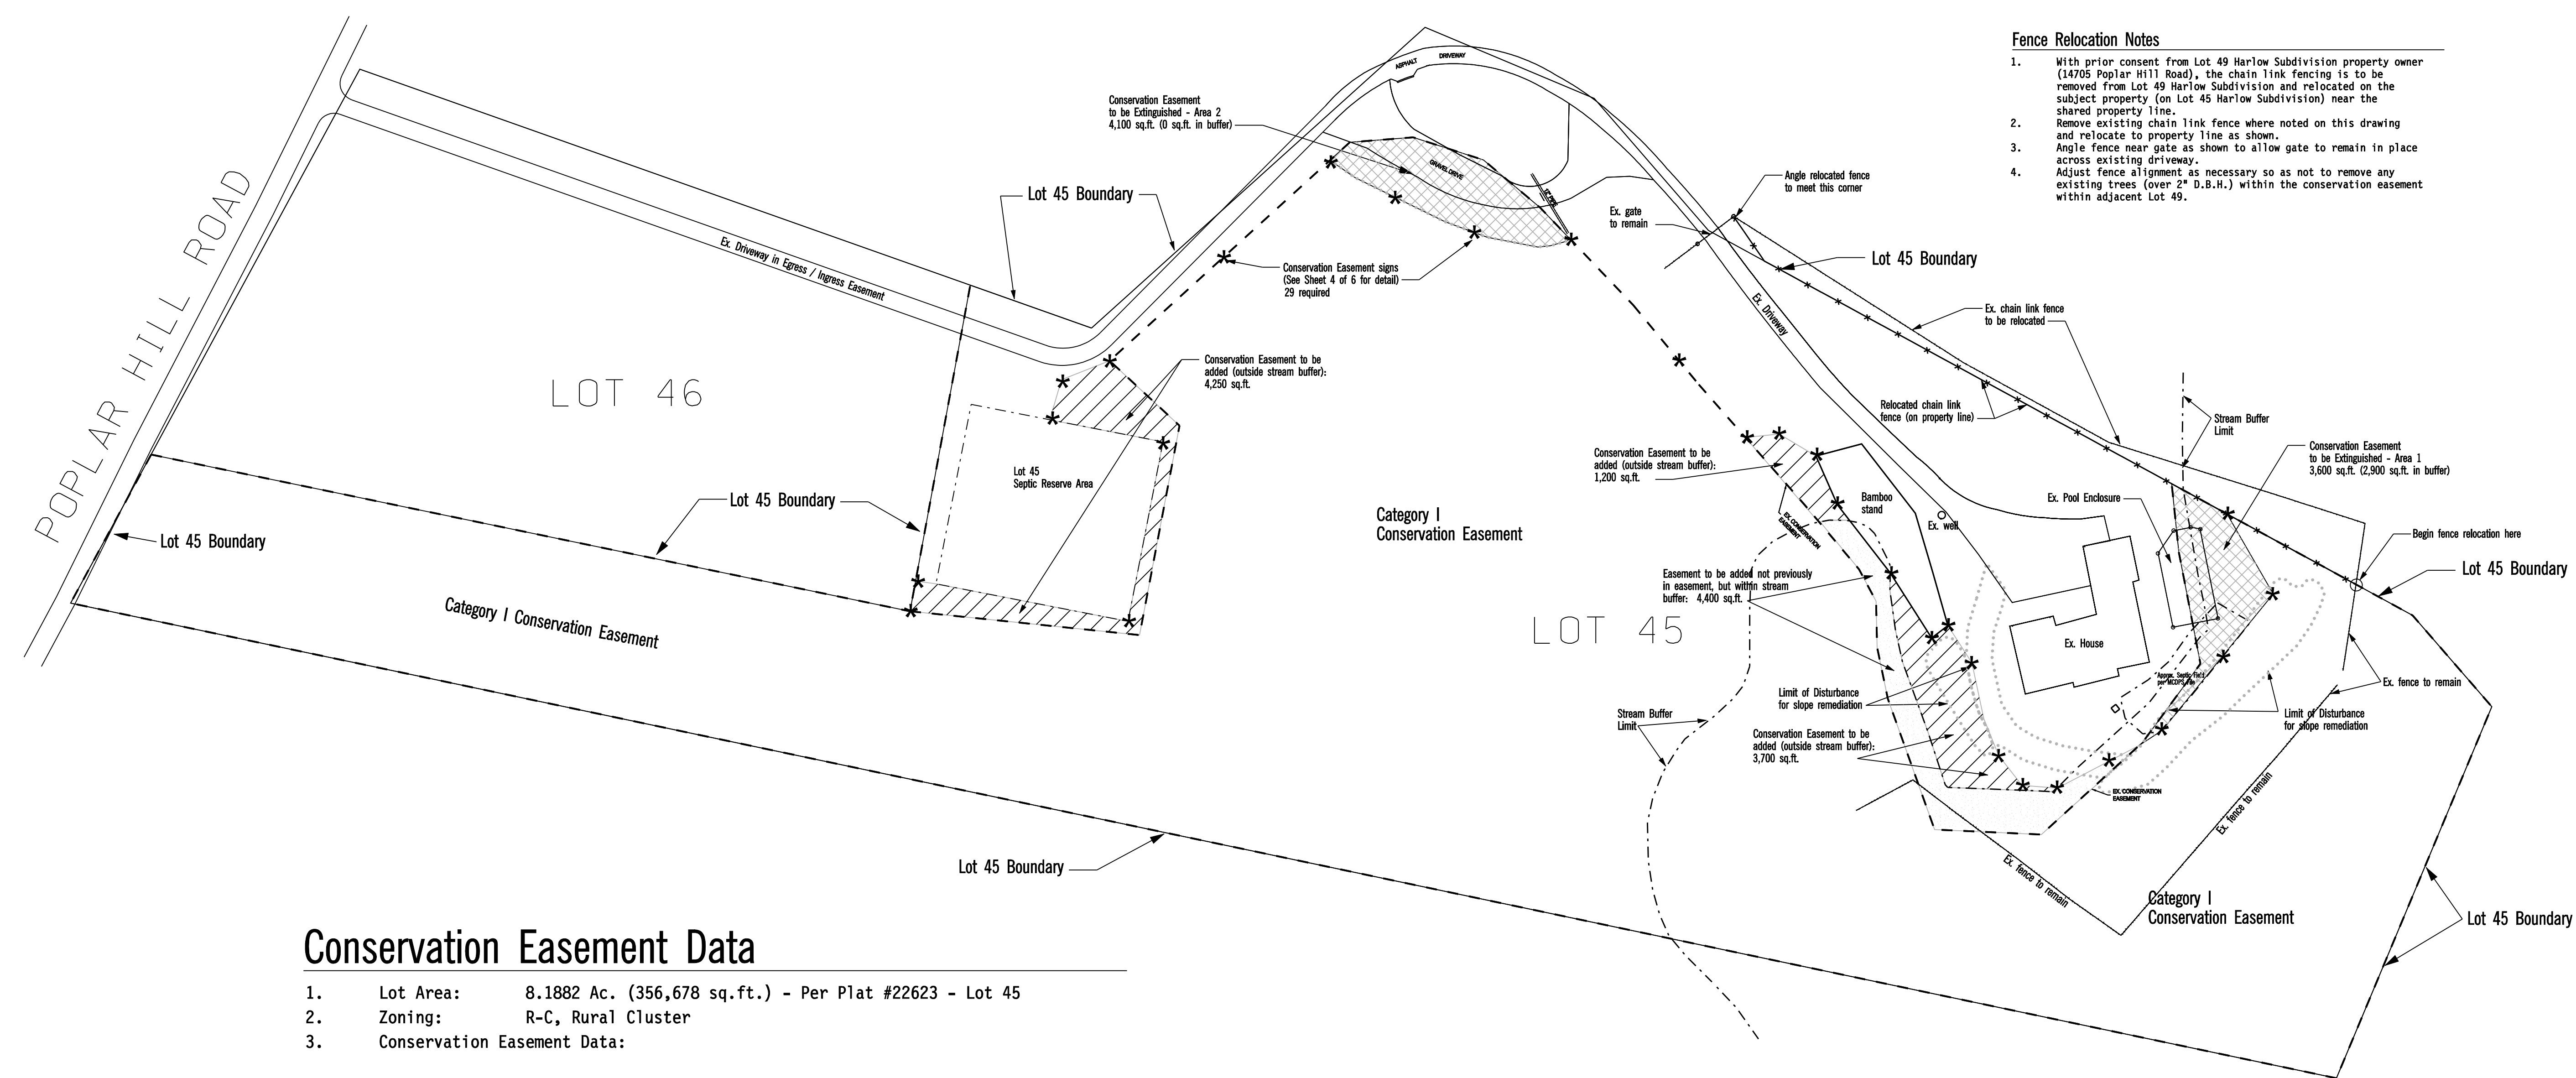 Fence Relocation Notes
1. With prior consent from Lot 49 Harlow Subdivision property owner
(14705 Poplar Hill Road), the chain link fencing is to be
removed from Lot 49 Harlow Subdivision and relocated on the
subject property (on Lot 45 Harlow Subdivision) near the
shared property line.
2. Remove existing chain link fence where noted on this drawing
and relocate to property line as shown.
3. Angle fence near gate as shown to allow gate to remain in place
across existing driveway.
4. Adjust fence alignment as necessary so as not to remove any
existing trees (over 2" D.B.H.) within the conservation easement
within adjacent Lot 49.
ASPHALT DRIVEWAY
Conservation Easement
to be Extinguished - Area 2
4,100 sq.ft. (0 sq.ft. in buffer)
GRAVEL DRIVE
12" PIPE
POPLAR HILL ROAD
Lot 45 Boundary
Ex. Driveway in Egress / Ingress Easement
Conservation Easement signs
(See Sheet 4 of 6 for detail)
29 required
Angle relocated fence
to meet this corner
Ex. gate
to remain
Lot 45 Boundary
Ex. Driveway
Ex. chain link fence
to be relocated
LOT 46
Conservation Easement to be
added (outside stream buffer):
4,250 sq.ft.
Relocated chain link
fence (on property line)
Stream Buffer
Limit
Conservation Easement
to be Extinguished - Area 1
3,600 sq.ft. (2,900 sq.ft. in buffer)
Lot 45
Septic Reserve Area
Conservation Easement to be
added (outside stream buffer):
1,200 sq.ft.
Bamboo
stand
Ex. Pool Enclosure
Lot 45 Boundary
Category I
Conservation Easement
EX. CONSERVATION
EASEMENT
Ex. well
Begin fence relocation here
Lot 45 Boundary
Lot 45 Boundary
Category I Conservation Easement
Easement to be added not previously
in easement, but within stream
buffer: 4,400 sq.ft.
LOT 45
Ex. House
Approx. Septic Field
per MCDPS File
Ex. fence to remain
Limit of Disturbance
for slope remediation
Limit of Disturbance
for slope remediation
Stream Buffer
Limit
Conservation Easement to be
added (outside stream buffer):
3,700 sq.ft.
EX. CONSERVATION
EASEMENT
Ex. fence to remain
Ex. fence to remain
Lot 45 Boundary
Category I
Conservation Easement
Lot 45 Boundary
Conservation Easement Data
1. Lot Area: 8.1882 Ac. (356,678 sq.ft.) - Per Plat #22623 - Lot 45
2. Zoning: R-C, Rural Cluster
3. Conservation Easement Data: